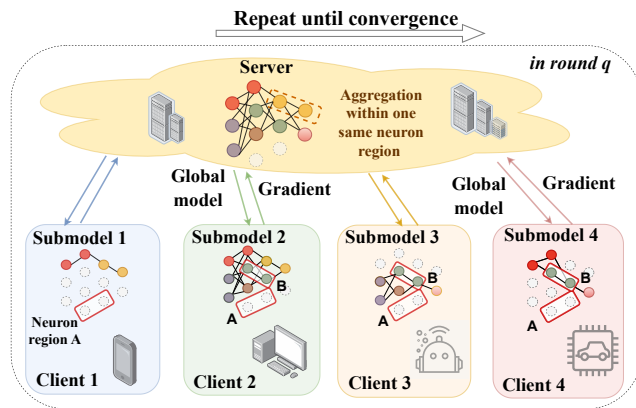 Repeat until convergence
in round q
Server
Aggregation
within one
same neuron
region
Global
model
Gradient
Global
model
Gradient
Submodel 1
Submodel 2
Submodel 3
Submodel 4
B
B
B
A
A
A
Neuron
region A
Client 1
Client 2
Client 3
Client 4